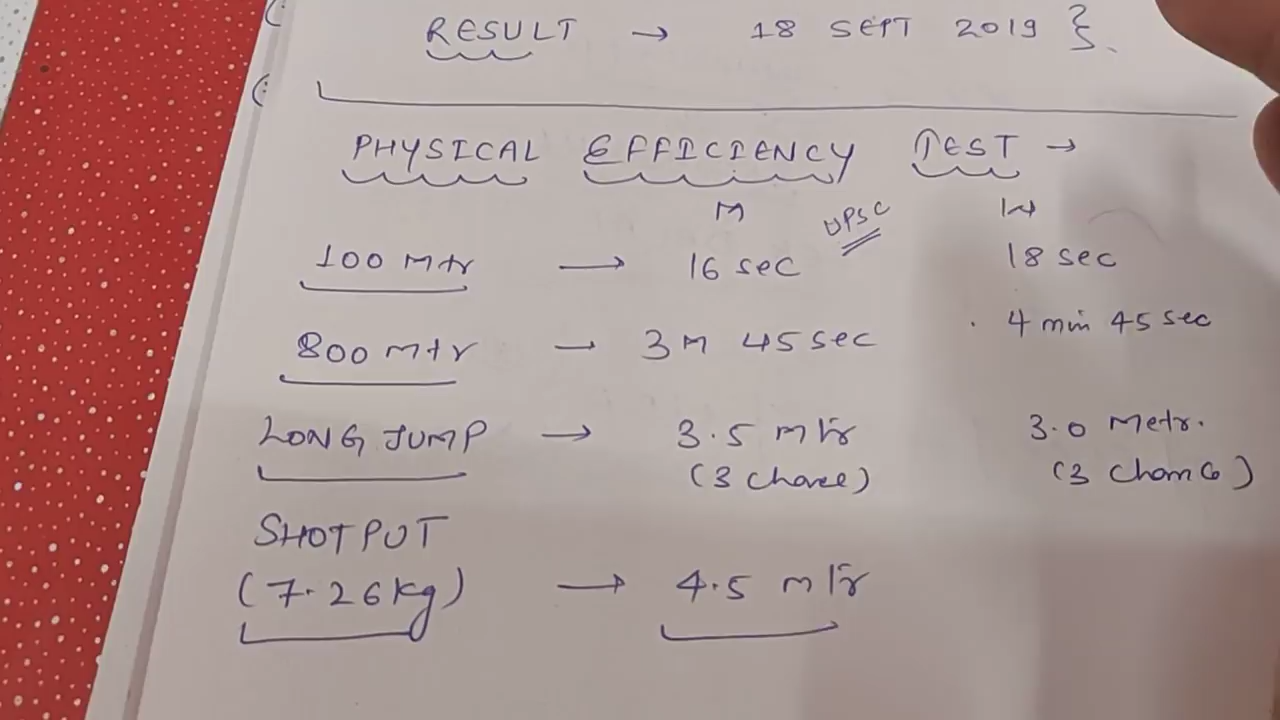 RESULT → 18 SEPT 2019 }
PHYSICAL EFFICIENCY TEST →
M UPSC W
100 Mtr → 16 sec 18 sec
800 Mtr → 3 M 45 sec 4 min 45 sec
LONG JUMP → 3.5 mtr 3.0 Metr.
(3 chance) (3 chance)
SHOTPUT
(7.26 kg) → 4.5 mtr